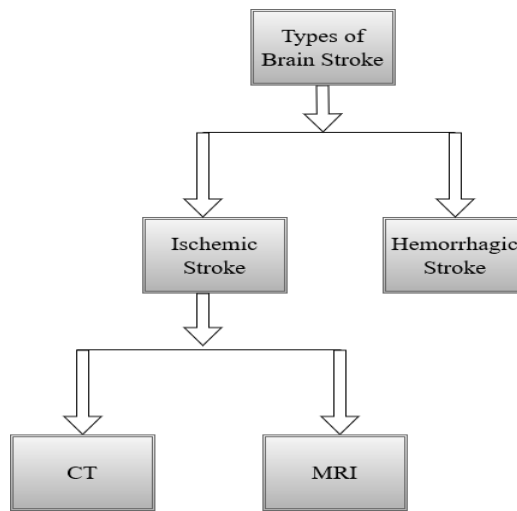 Types of
Brain Stroke
Ischemic
Stroke
Hemorrhagic
Stroke
CT
MRI